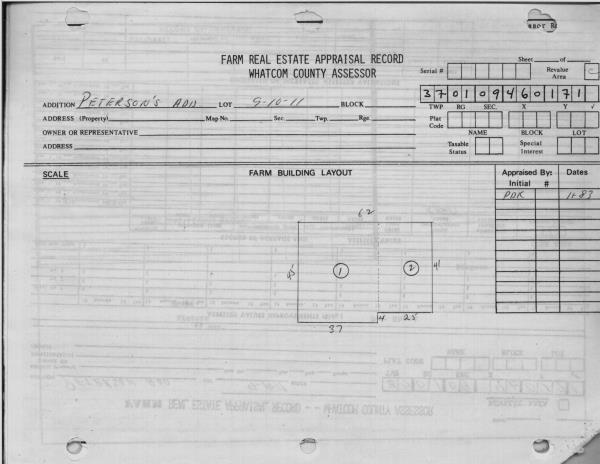 FARM REAL ESTATE APPRAISAL RECORD
WHATCOM COUNTY ASSESSOR
Sheet ___ of ___
Serial #
Revalue Area C
3 7 0 1 0 9 4 6 0 1 7 1
TWP RG SEC. X Y √
ADDITION PETERSON'S ADD LOT 9-10-11 BLOCK
ADDRESS (Property) Map No. Sec. Twp. Rge.
Plat Code
NAME BLOCK LOT
OWNER OR REPRESENTATIVE
ADDRESS
Taxable Status
Special Interest
SCALE
FARM BUILDING LAYOUT
Appraised By: Dates
Initial #
PDK 11-83
62
1
2
41
4
25
37